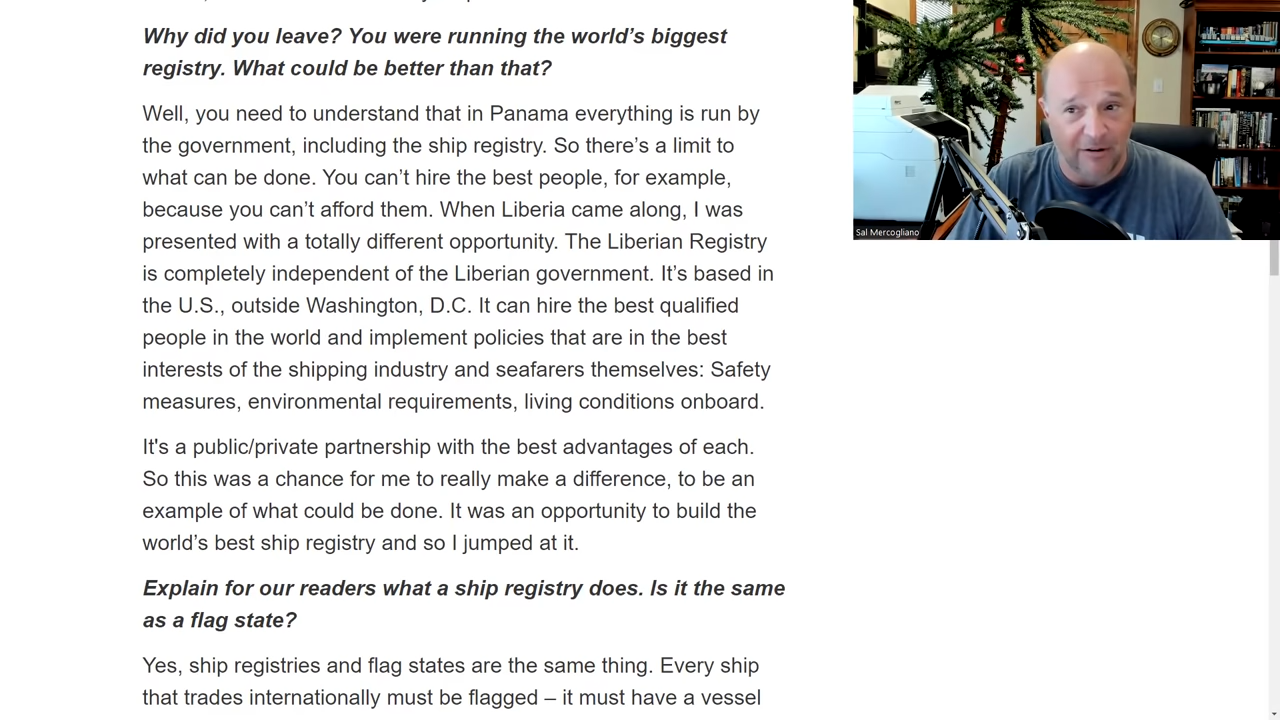 Why did you leave? You were running the world’s biggest
registry. What could be better than that?
Well, you need to understand that in Panama everything is run by
the government, including the ship registry. So there’s a limit to
what can be done. You can’t hire the best people, for example,
because you can’t afford them. When Liberia came along, I was
presented with a totally different opportunity. The Liberian Registry
is completely independent of the Liberian government. It’s based in
the U.S., outside Washington, D.C. It can hire the best qualified
people in the world and implement policies that are in the best
interests of the shipping industry and seafarers themselves: Safety
measures, environmental requirements, living conditions onboard.
It's a public/private partnership with the best advantages of each.
So this was a chance for me to really make a difference, to be an
example of what could be done. It was an opportunity to build the
world’s best ship registry and so I jumped at it.
Explain for our readers what a ship registry does. Is it the same
as a flag state?
Yes, ship registries and flag states are the same thing. Every ship
that trades internationally must be flagged – it must have a vessel
Sal Mercogliano